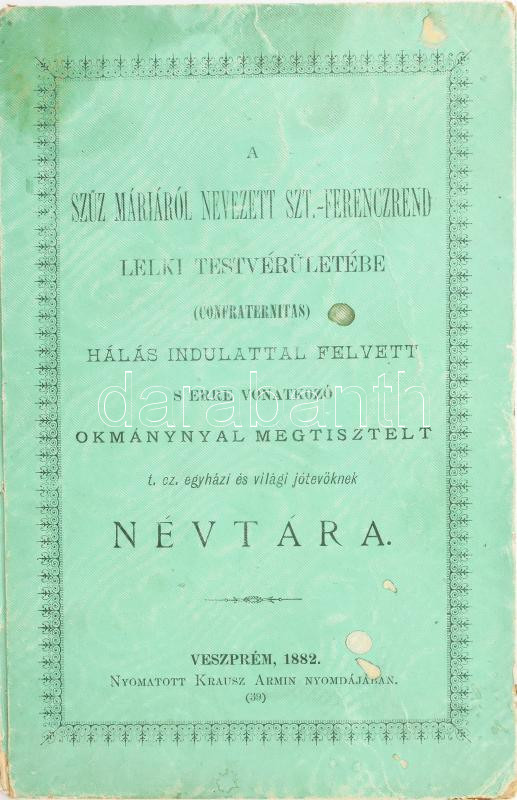 A
SZŰZ MÁRIÁRÓL NEVEZETT SZT.-FERENCZREND
LELKI TESTVÉRÜLETÉBE
(CONFRATERNITAS)
HÁLÁS INDULATTAL FELVETT
S ERRE VONATKOZÓ
darabanth
OKMÁNYNYAL MEGTISZTELT
t. cz. egyházi és világi jótevöknek
NÉVTÁRA.
VESZPRÉM, 1882.
NYOMATOTT KRAUSZ ARMIN NYOMDÁJÁBAN.
(39)